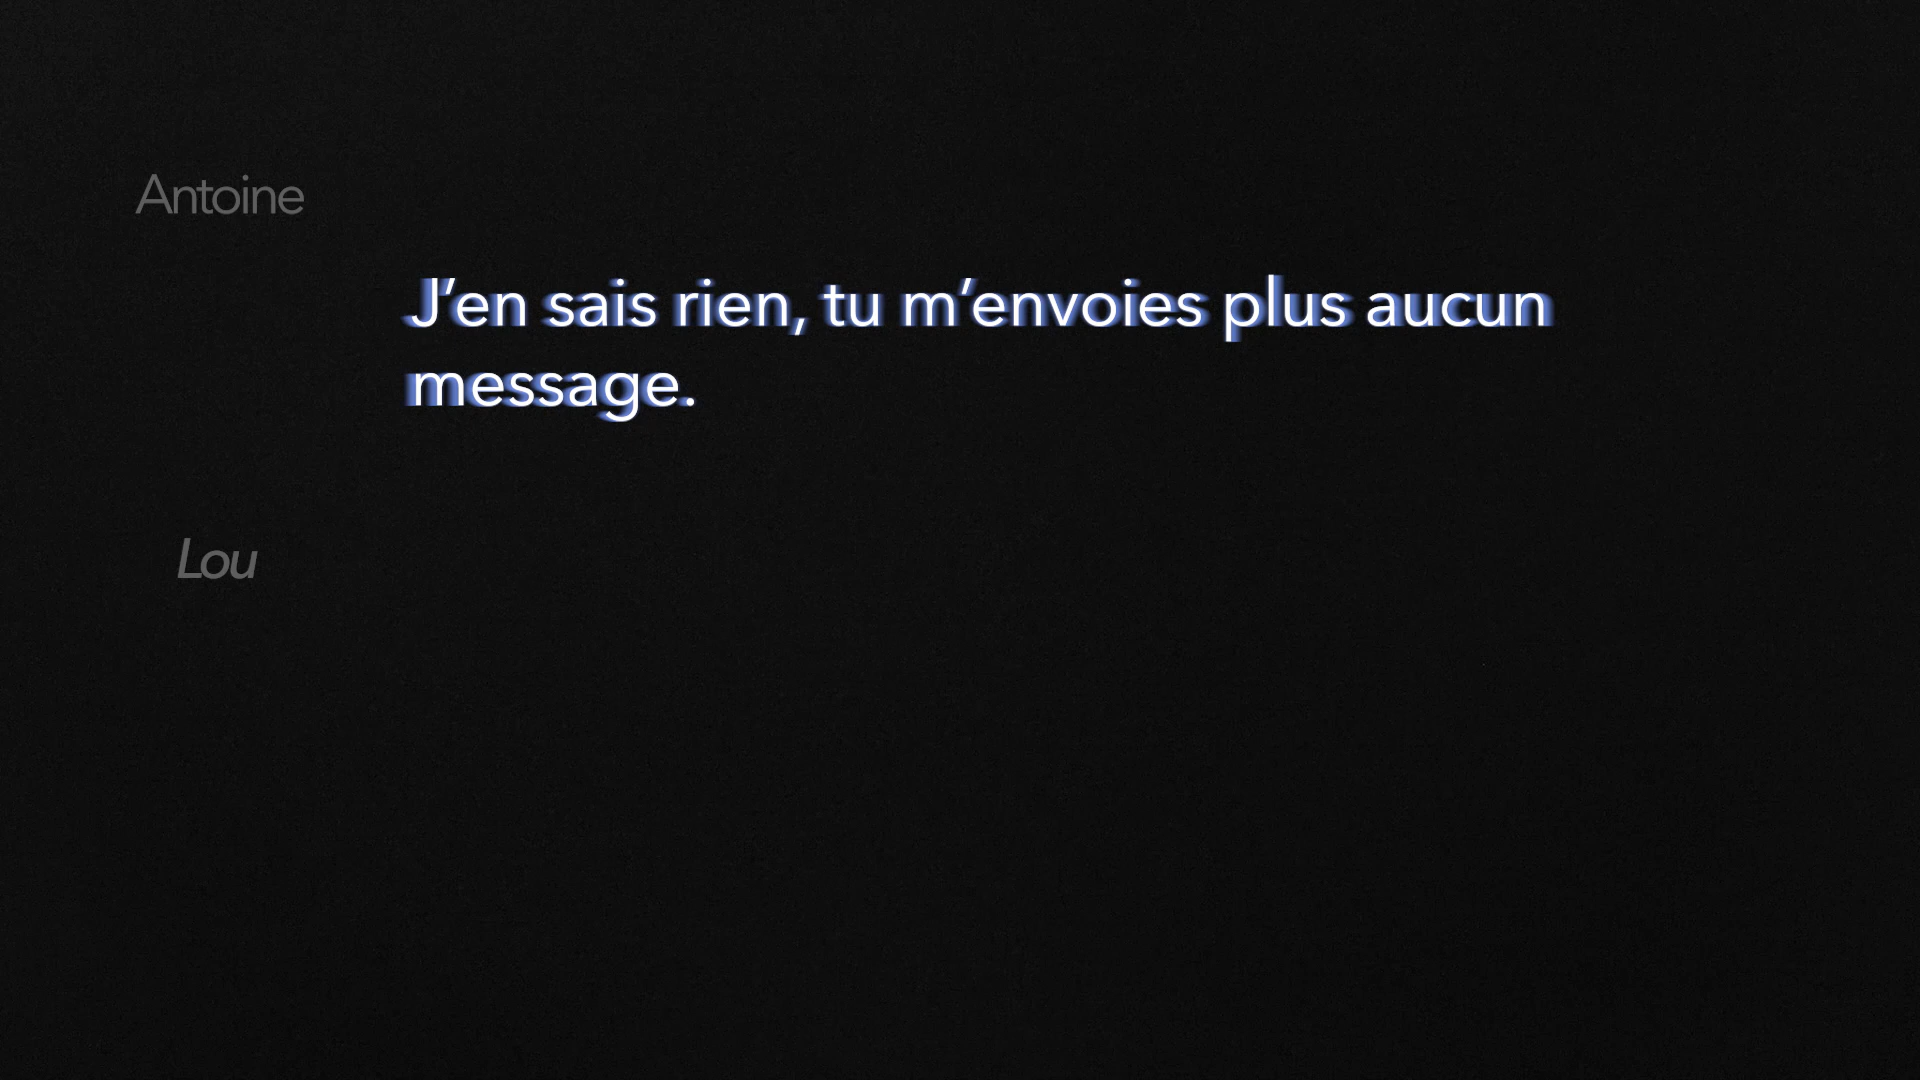 Antoine
J’en sais rien, tu m’envoies plus aucun
message.
Lou